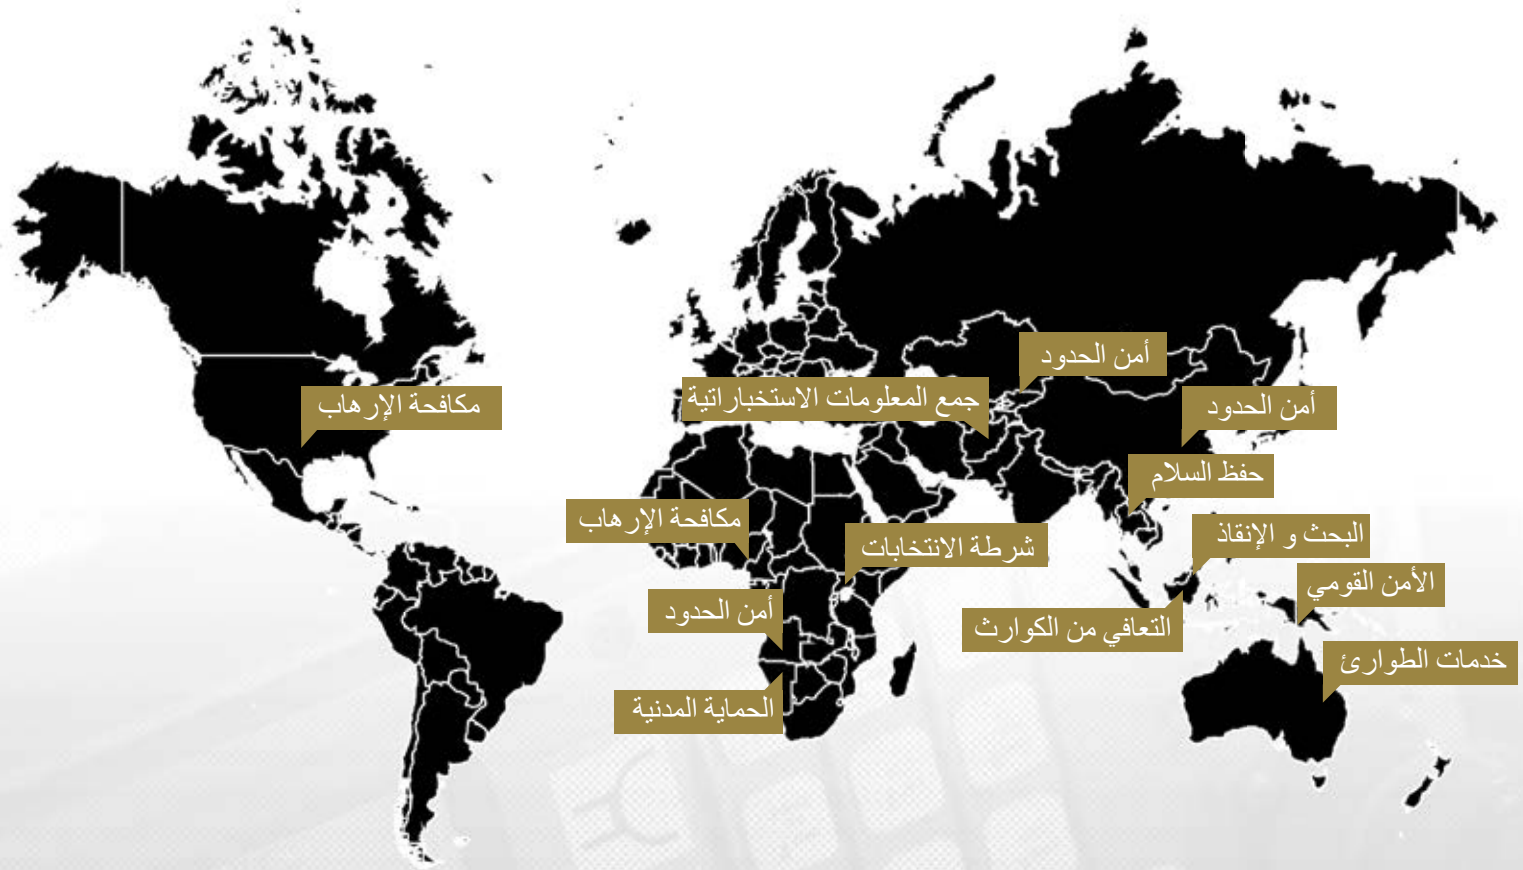 أمن الحدود
جمع المعلومات الاستخباراتية
أمن الحدود
مكافحة الإرهاب
حفظ السلام
مكافحة الإرهاب
البحث و الإنقاذ
شرطة الانتخابات
الأمن القومي
أمن الحدود
التعافي من الكوارث
خدمات الطوارئ
الحماية المدنية